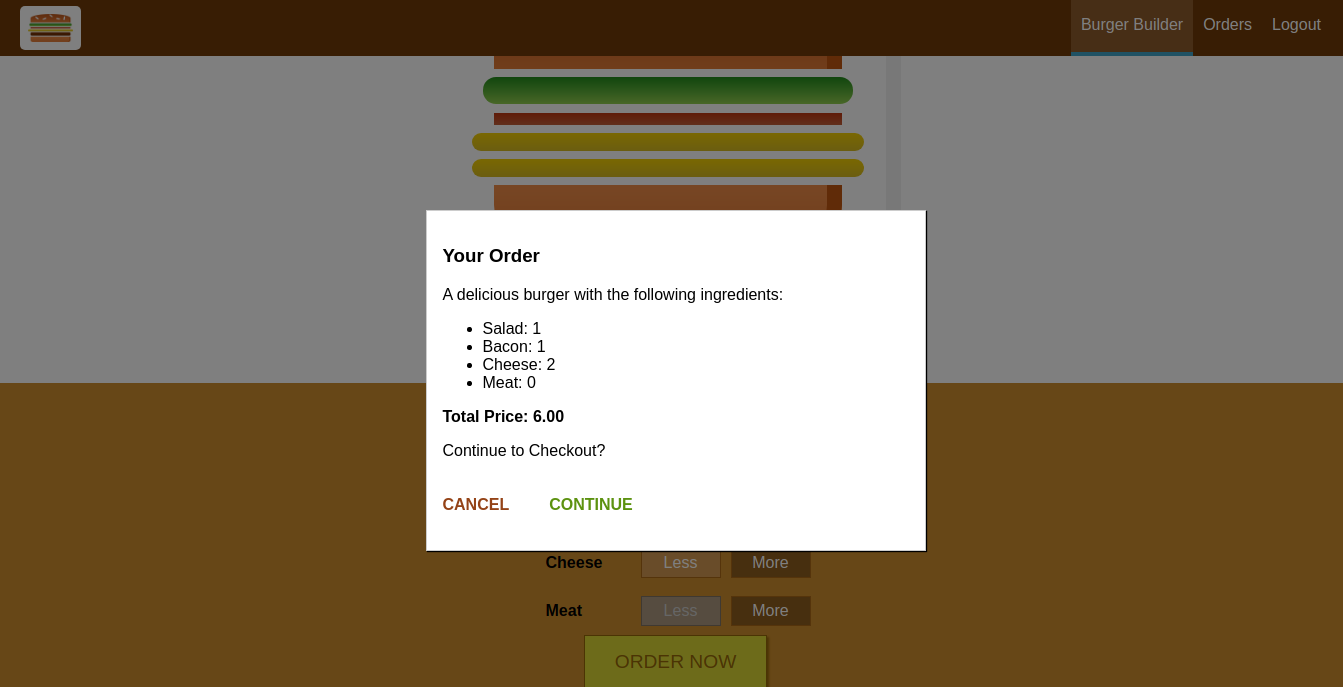 Burger Builder Orders Logout
Your Order
A delicious burger with the following ingredients:
Salad: 1
Bacon: 1
Cheese: 2
Meat: 0
Total Price: 6.00
Continue to Checkout?
CANCEL CONTINUE
Cheese Less More
Meat Less More
ORDER NOW